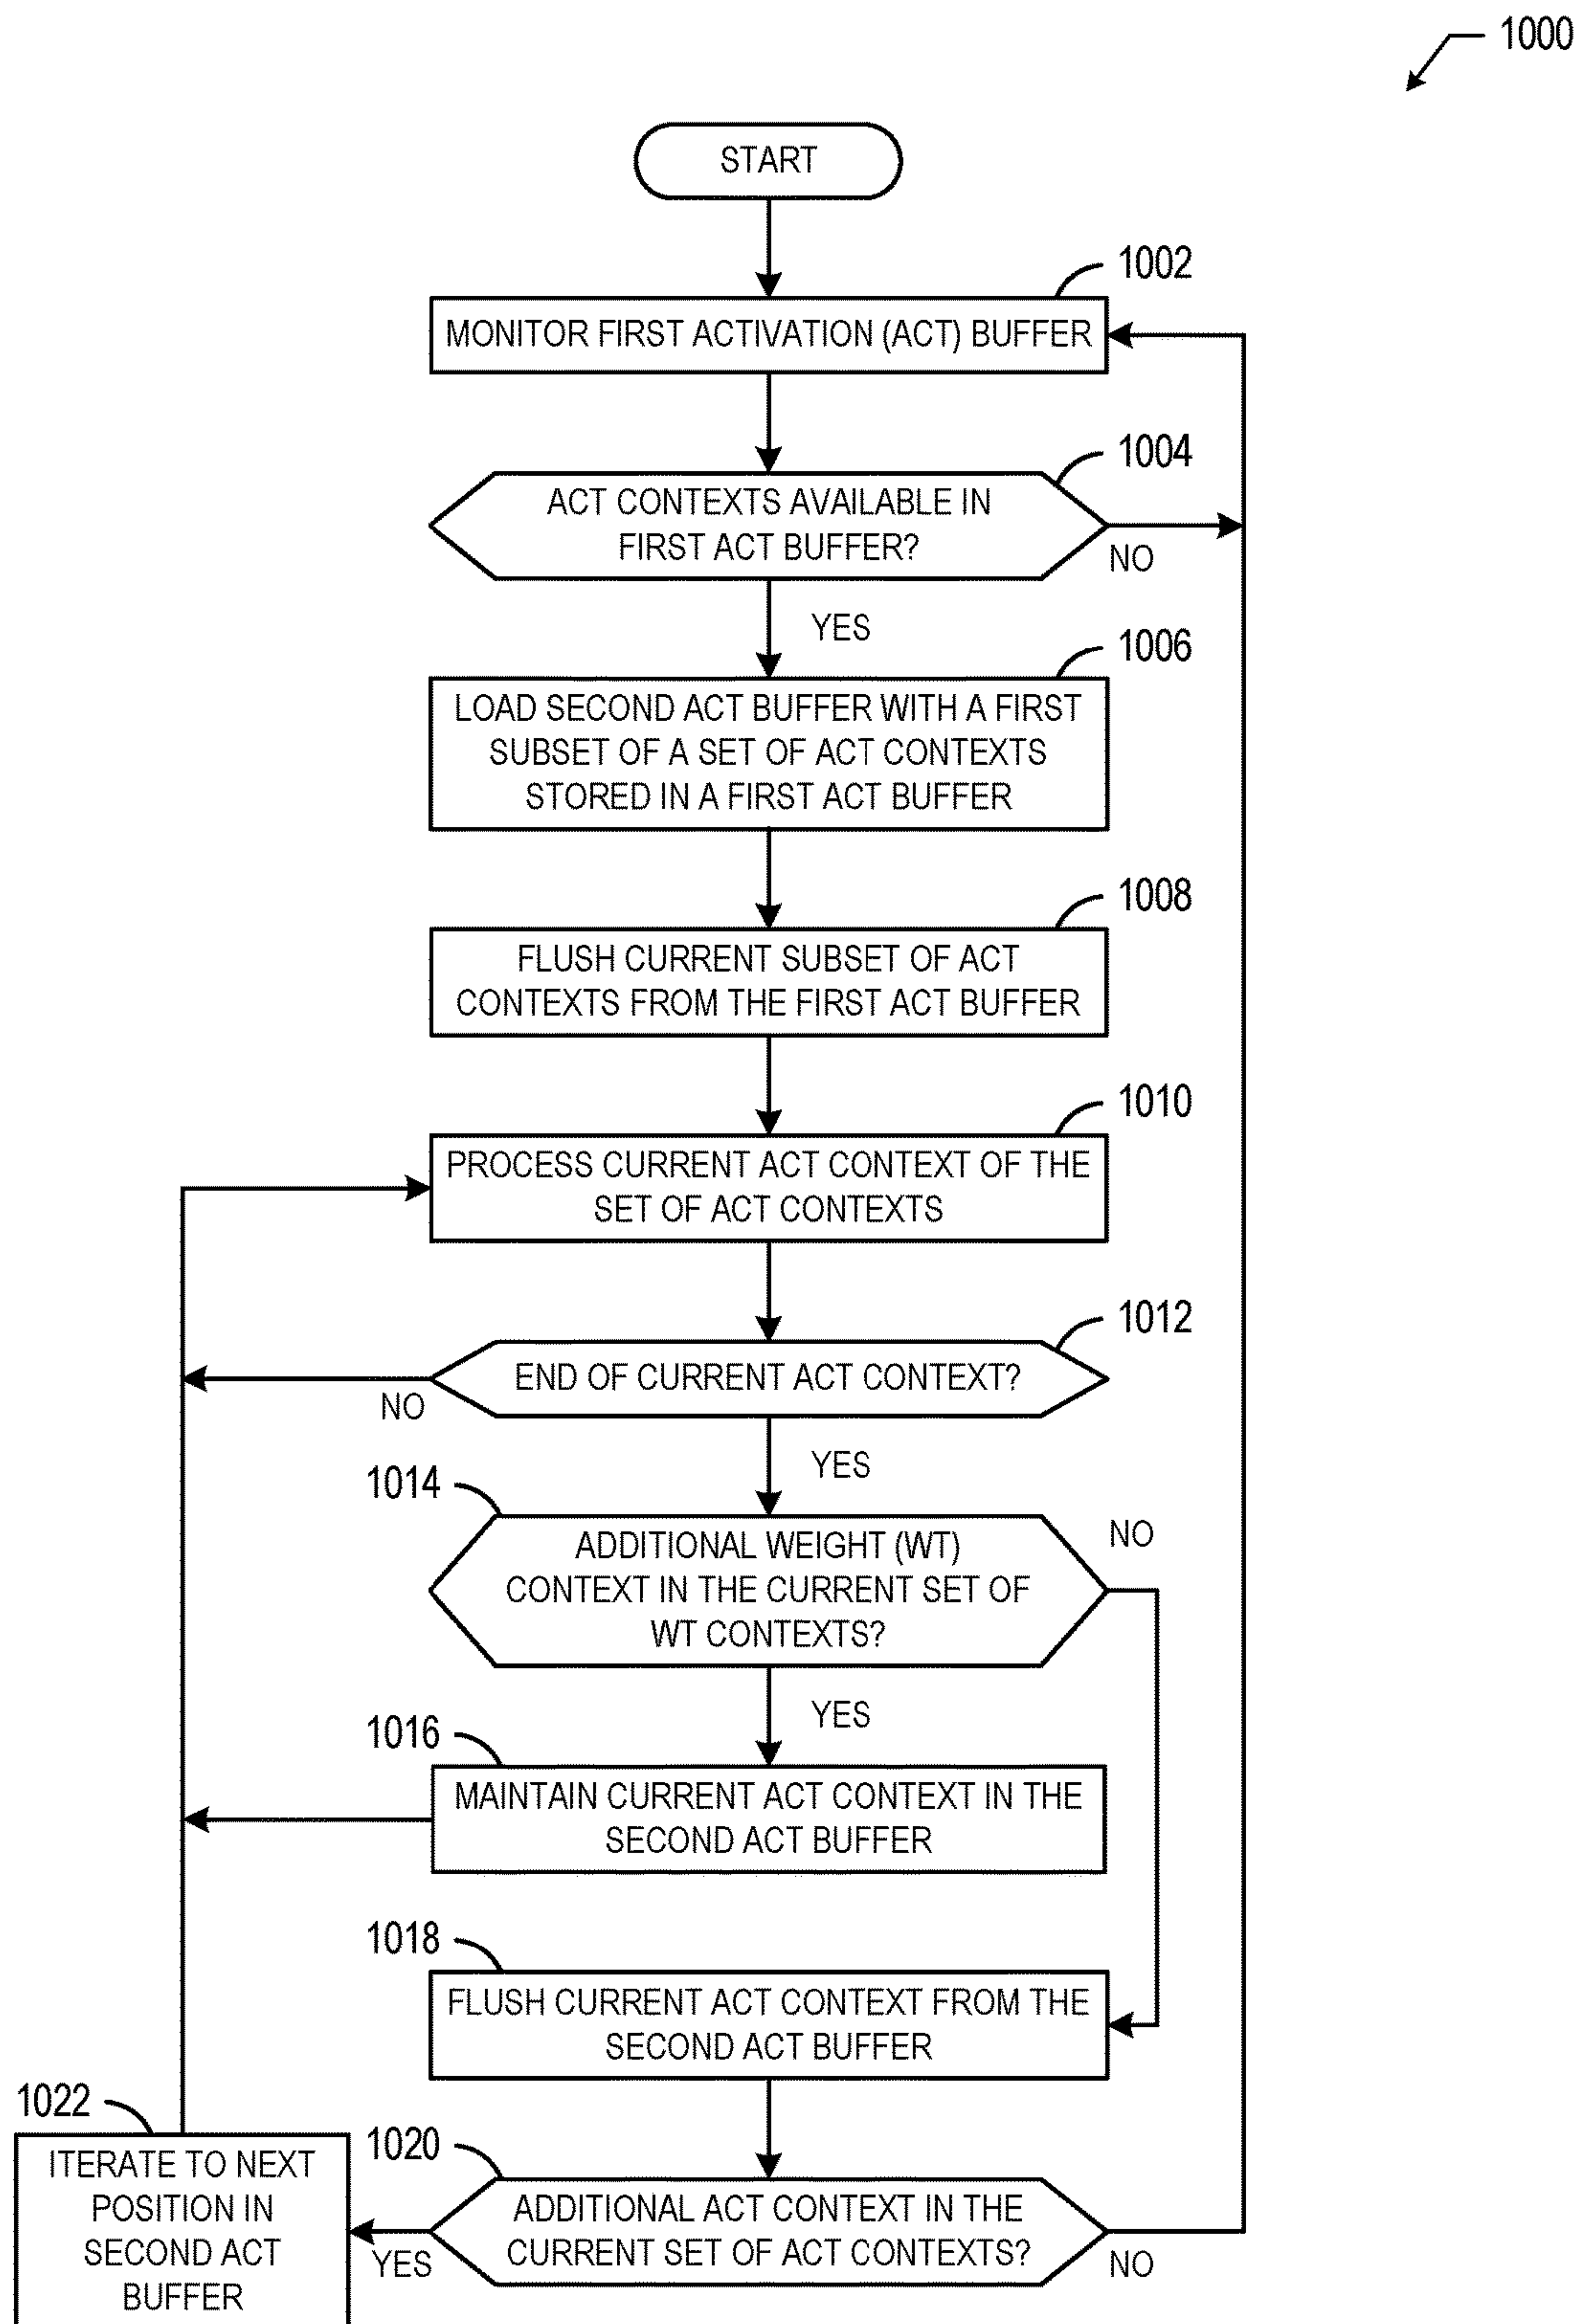 1000
START
1002
MONITOR FIRST ACTIVATION (ACT) BUFFER
1004
ACT CONTEXTS AVAILABLE IN
FIRST ACT BUFFER?
NO
YES
1006
LOAD SECOND ACT BUFFER WITH A FIRST
SUBSET OF A SET OF ACT CONTEXTS
STORED IN A FIRST ACT BUFFER
1008
FLUSH CURRENT SUBSET OF ACT
CONTEXTS FROM THE FIRST ACT BUFFER
1010
PROCESS CURRENT ACT CONTEXT OF THE
SET OF ACT CONTEXTS
1012
END OF CURRENT ACT CONTEXT?
NO
YES
1014
ADDITIONAL WEIGHT (WT)
CONTEXT IN THE CURRENT SET OF
WT CONTEXTS?
NO
YES
1016
MAINTAIN CURRENT ACT CONTEXT IN THE
SECOND ACT BUFFER
1018
FLUSH CURRENT ACT CONTEXT FROM THE
SECOND ACT BUFFER
1020
ADDITIONAL ACT CONTEXT IN THE
CURRENT SET OF ACT CONTEXTS?
YES
NO
1022
ITERATE TO NEXT
POSITION IN
SECOND ACT
BUFFER